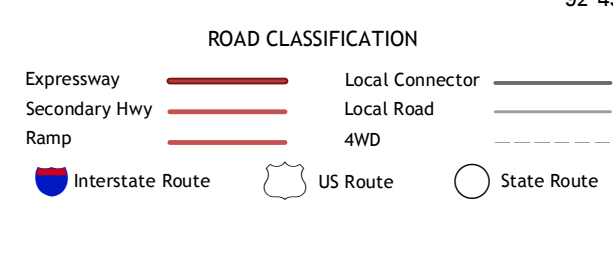 ROAD CLASSIFICATION
Expressway
Local Connector
Secondary Hwy
Local Road
Ramp
4WD
Interstate Route
US Route
State Route